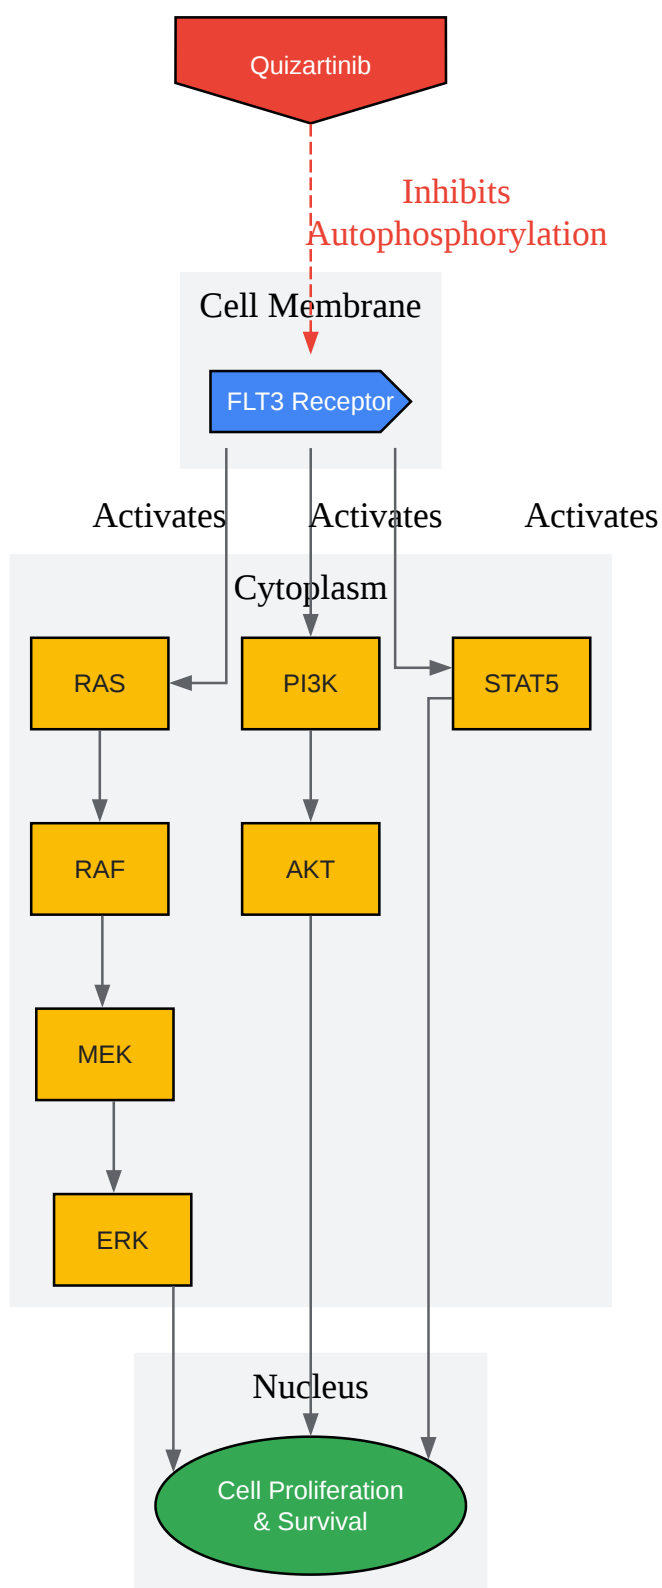 Quizartinib
Inhibits
Autophosphorylation
Cell Membrane
FLT3 Receptor
Activates
Activates
Activates
Cytoplasm
RAS
PI3K
STAT5
RAF
AKT
MEK
ERK
Nucleus
Cell Proliferation
& Survival